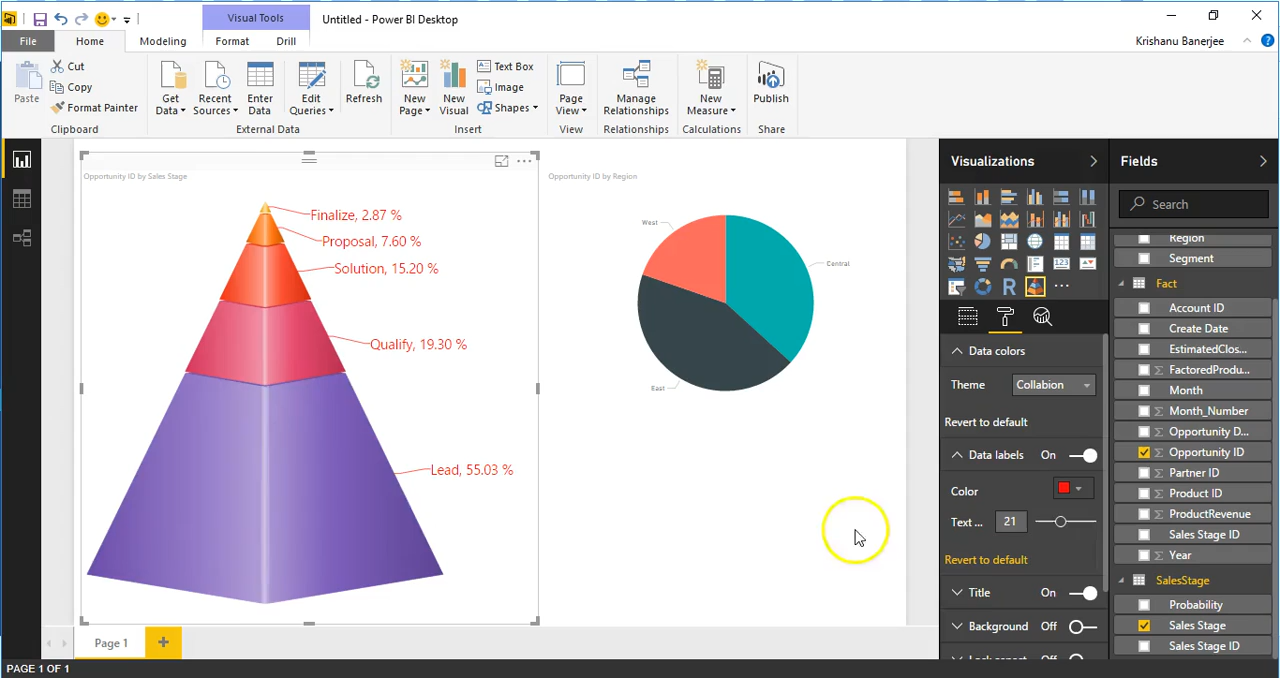 Visual Tools
Untitled - Power BI Desktop
File
Home
Modeling
Format
Drill
Krishanu Banerjee
Paste
Cut
Copy
Format Painter
Clipboard
Get Data
Recent Sources
Enter Data
Edit Queries
Refresh
External Data
New Page
New Visual
Text Box
Image
Shapes
Insert
Page View
View
Manage Relationships
Relationships
New Measure
Calculations
Publish
Share
Opportunity ID by Sales Stage
Finalize, 2.87 %
Proposal, 7.60 %
Solution, 15.20 %
Qualify, 19.30 %
Lead, 55.03 %
Opportunity ID by Region
West
Central
East
Visualizations
R
123
Data colors
Theme
Collabion
Revert to default
Data labels
On
Color
Text ...
21
Revert to default
Title
On
Background
Off
Fields
Search
Region
Segment
Fact
Account ID
Create Date
EstimatedClos...
FactoredProdu...
Month
Month_Number
Opportunity D...
Opportunity ID
Partner ID
Product ID
ProductRevenue
Sales Stage ID
Year
SalesStage
Probability
Sales Stage
Sales Stage ID
Page 1
PAGE 1 OF 1